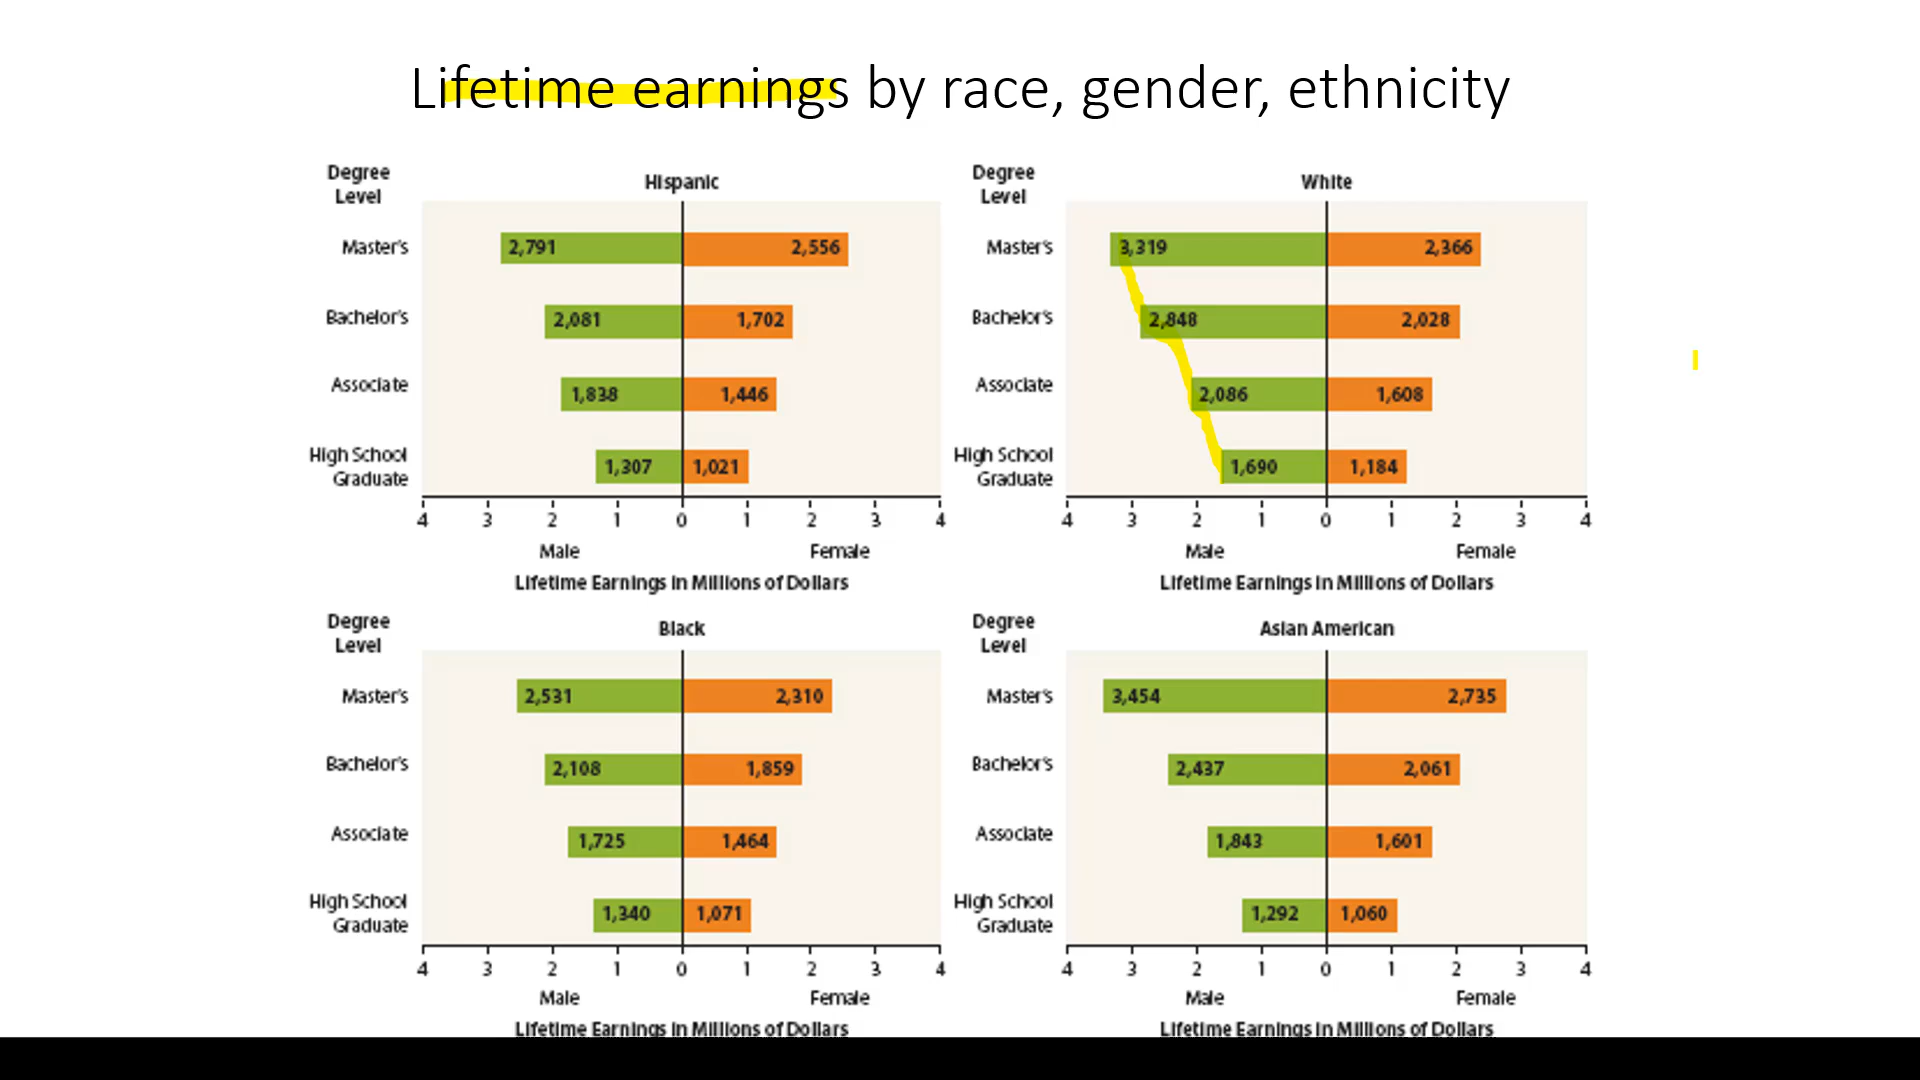 Lifetime earnings by race, gender, ethnicity
Degree
Level
Hispanic
Master's
2,791
2,556
Bachelor's
2,081
1,702
Associate
1,838
1,446
High School
Graduate
1,307
1,021
4 3 2 1 0 1 2 3 4
Male Female
Lifetime Earnings in Millions of Dollars
Degree
Level
White
Master's
3,319
2,366
Bachelor's
2,848
2,028
Associate
2,086
1,608
High School
Graduate
1,690
1,184
4 3 2 1 0 1 2 3 4
Male Female
Lifetime Earnings in Millions of Dollars
Degree
Level
Black
Master's
2,531
2,310
Bachelor's
2,108
1,859
Associate
1,725
1,464
High School
Graduate
1,340
1,071
4 3 2 1 0 1 2 3 4
Male Female
Lifetime Earnings in Millions of Dollars
Degree
Level
Asian American
Master's
3,454
2,735
Bachelor's
2,437
2,061
Associate
1,843
1,601
High School
Graduate
1,292
1,060
4 3 2 1 0 1 2 3 4
Male Female
Lifetime Earnings in Millions of Dollars